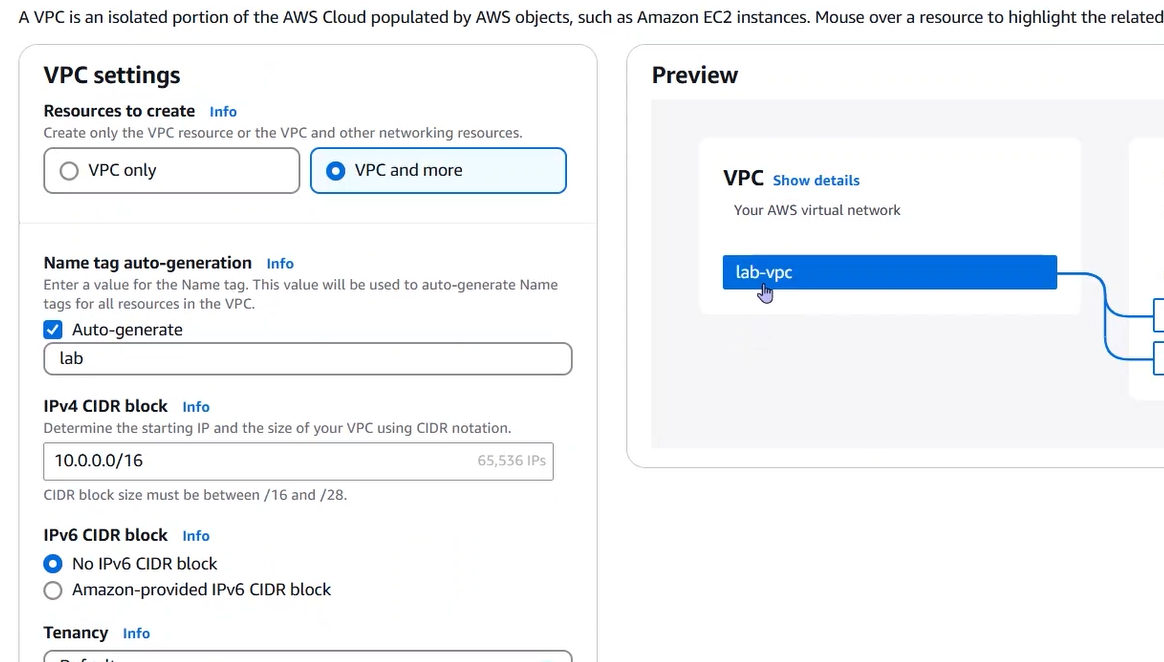 A VPC is an isolated portion of the AWS Cloud populated by AWS objects, such as Amazon EC2 instances. Mouse over a resource to highlight the related
VPC settings
Resources to create Info
Create only the VPC resource or the VPC and other networking resources.
VPC only
VPC and more
Name tag auto-generation Info
Enter a value for the Name tag. This value will be used to auto-generate Name
tags for all resources in the VPC.
Auto-generate
lab
IPv4 CIDR block Info
Determine the starting IP and the size of your VPC using CIDR notation.
10.0.0.0/16 65,536 IPs
CIDR block size must be between /16 and /28.
IPv6 CIDR block Info
No IPv6 CIDR block
Amazon-provided IPv6 CIDR block
Tenancy Info
Preview
VPC Show details
Your AWS virtual network
lab-vpc